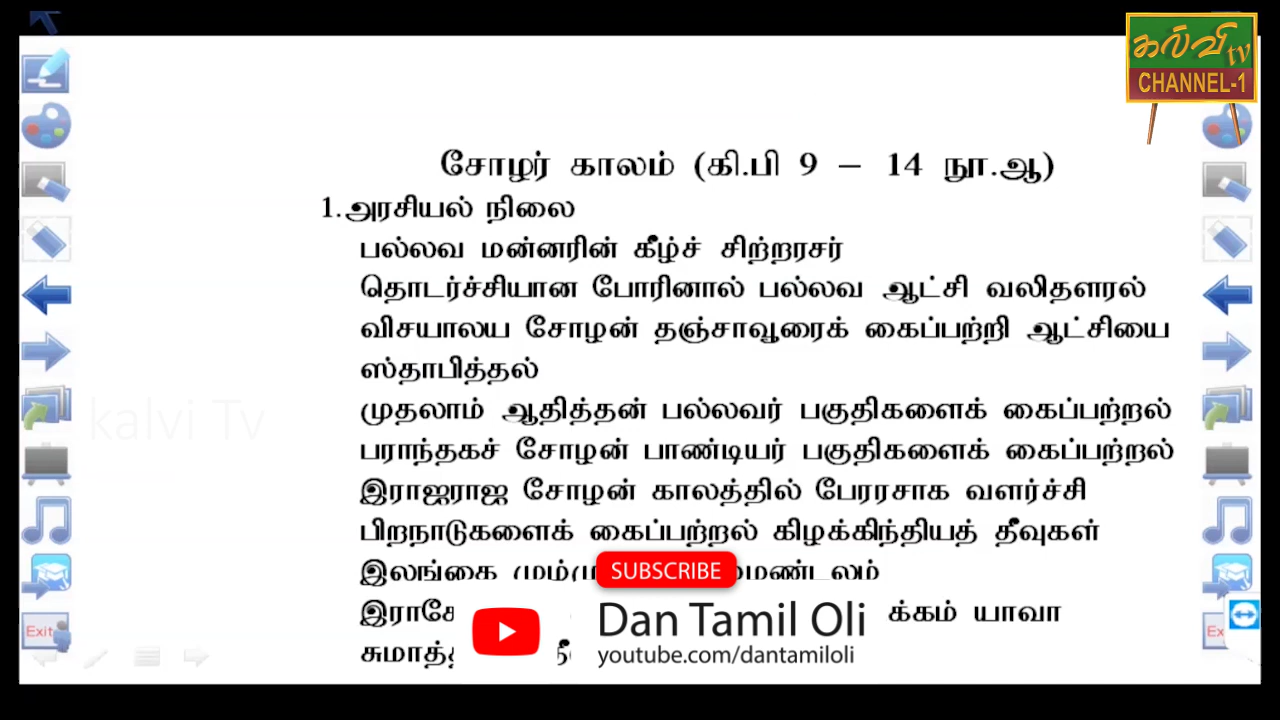 கல்வி tv
CHANNEL-1
சோழர் காலம் (கி.பி 9 – 14 நூ.ஆ)
1.அரசியல் நிலை
பல்லவ மன்னரின் கீழ்ச் சிற்றரசர்
தொடர்ச்சியான போரினால் பல்லவ ஆட்சி வலிதளரல்
விசயாலய சோழன் தஞ்சாவூரைக் கைப்பற்றி ஆட்சியை
ஸ்தாபித்தல்
முதலாம் ஆதித்தன் பல்லவர் பகுதிகளைக் கைப்பற்றல்
kalvi Tv
பராந்தகச் சோழன் பாண்டியர் பகுதிகளைக் கைப்பற்றல்
இராஜராஜ சோழன் காலத்தில் பேரரசாக வளர்ச்சி
பிறநாடுகளைக் கைப்பற்றல் கிழக்கிந்தியத் தீவுகள்
இலங்கை
SUBSCRIBE
Dan Tamil Oli
யாவா
youtube.com/dantamiloli
Exit